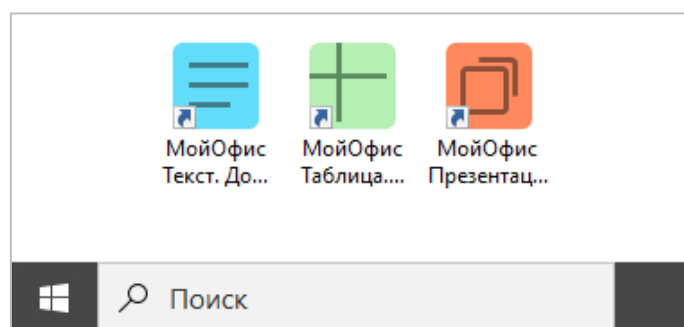 МойОфис
Текст. До...
МойОфис
Таблица....
МойОфис
Презентац...
Поиск